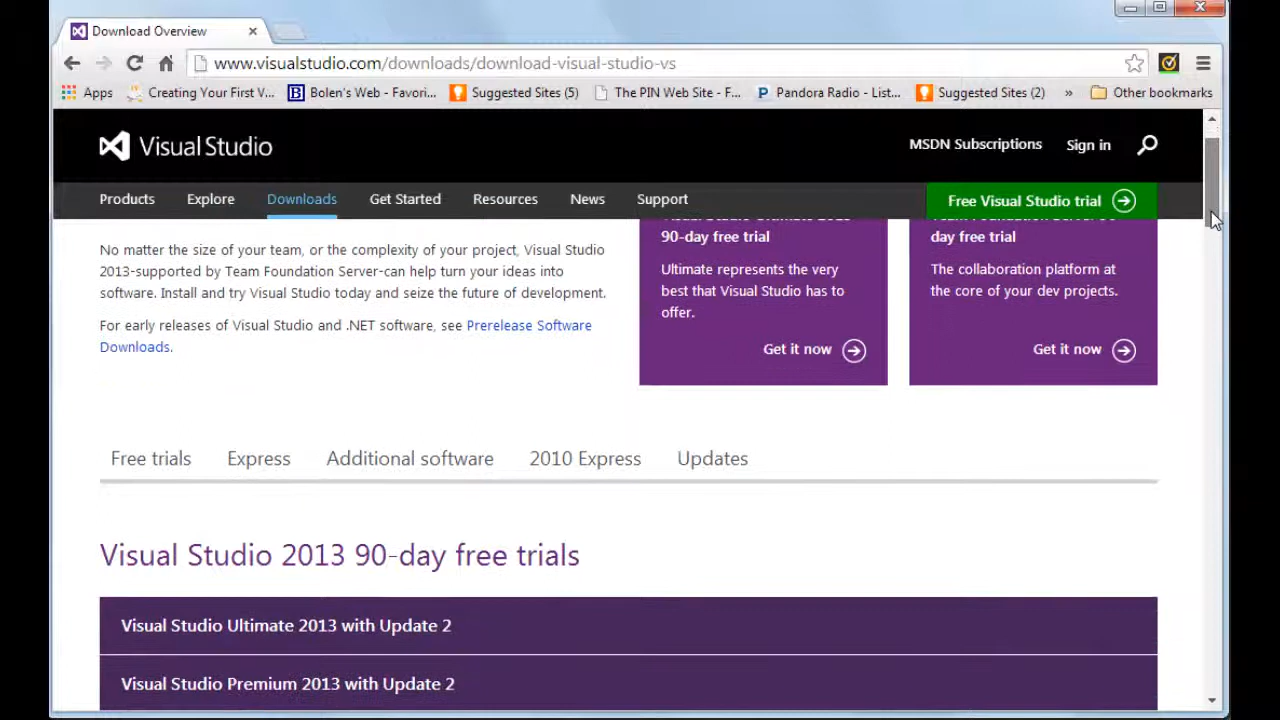 Download Overview
www.visualstudio.com/downloads/download-visual-studio-vs
Apps Creating Your First V... Bolen's Web - Favori... Suggested Sites (5) The PIN Web Site - F... Pandora Radio - List... Suggested Sites (2) » Other bookmarks
Visual Studio MSDN Subscriptions Sign in
Products Explore Downloads Get Started Resources News Support Free Visual Studio trial
No matter the size of your team, or the complexity of your project, Visual Studio
2013-supported by Team Foundation Server-can help turn your ideas into
software. Install and try Visual Studio today and seize the future of development.
For early releases of Visual Studio and .NET software, see Prerelease Software
Downloads.
Visual Studio Ultimate 2013
90-day free trial
Ultimate represents the very
best that Visual Studio has to
offer.
Get it now
Team Foundation Server 90-
day free trial
The collaboration platform at
the core of your dev projects.
Get it now
Free trials Express Additional software 2010 Express Updates
Visual Studio 2013 90-day free trials
Visual Studio Ultimate 2013 with Update 2
Visual Studio Premium 2013 with Update 2